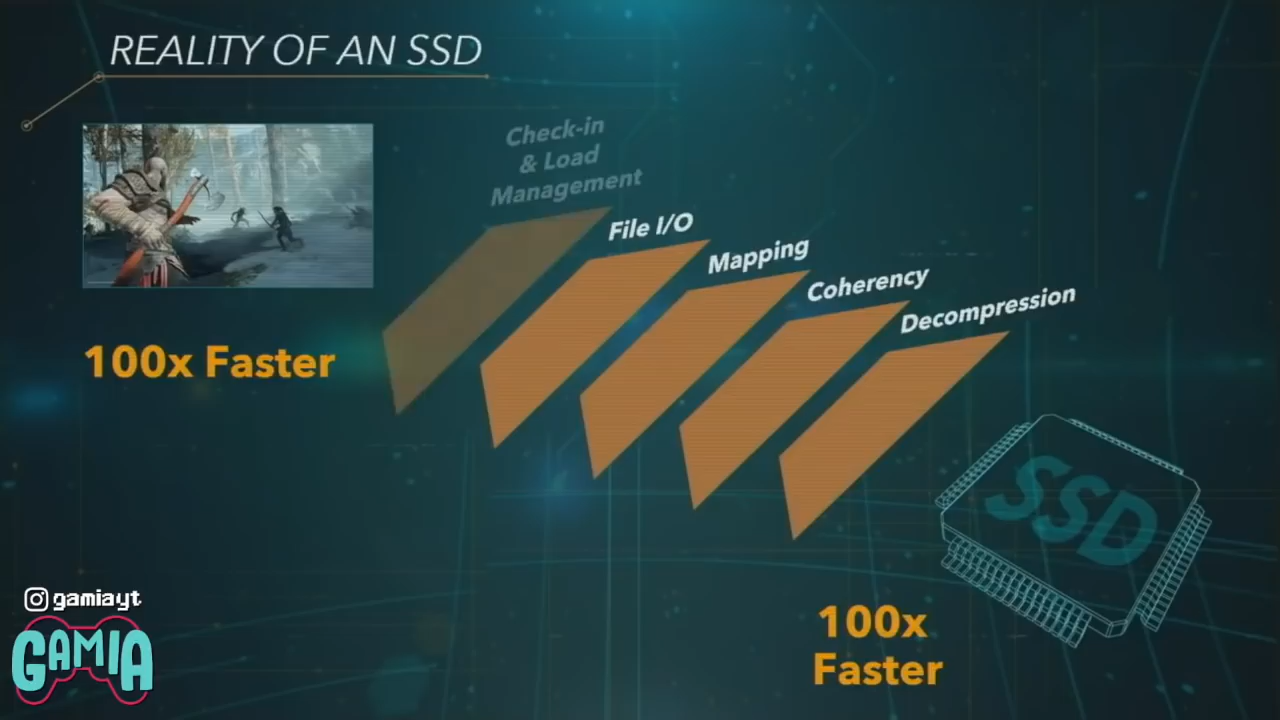 REALITY OF AN SSD
Check-in
& Load
Management
File I/O
Mapping
Coherency
Decompression
100x Faster
SSD
100x
Faster
gamiayt
GAMIA